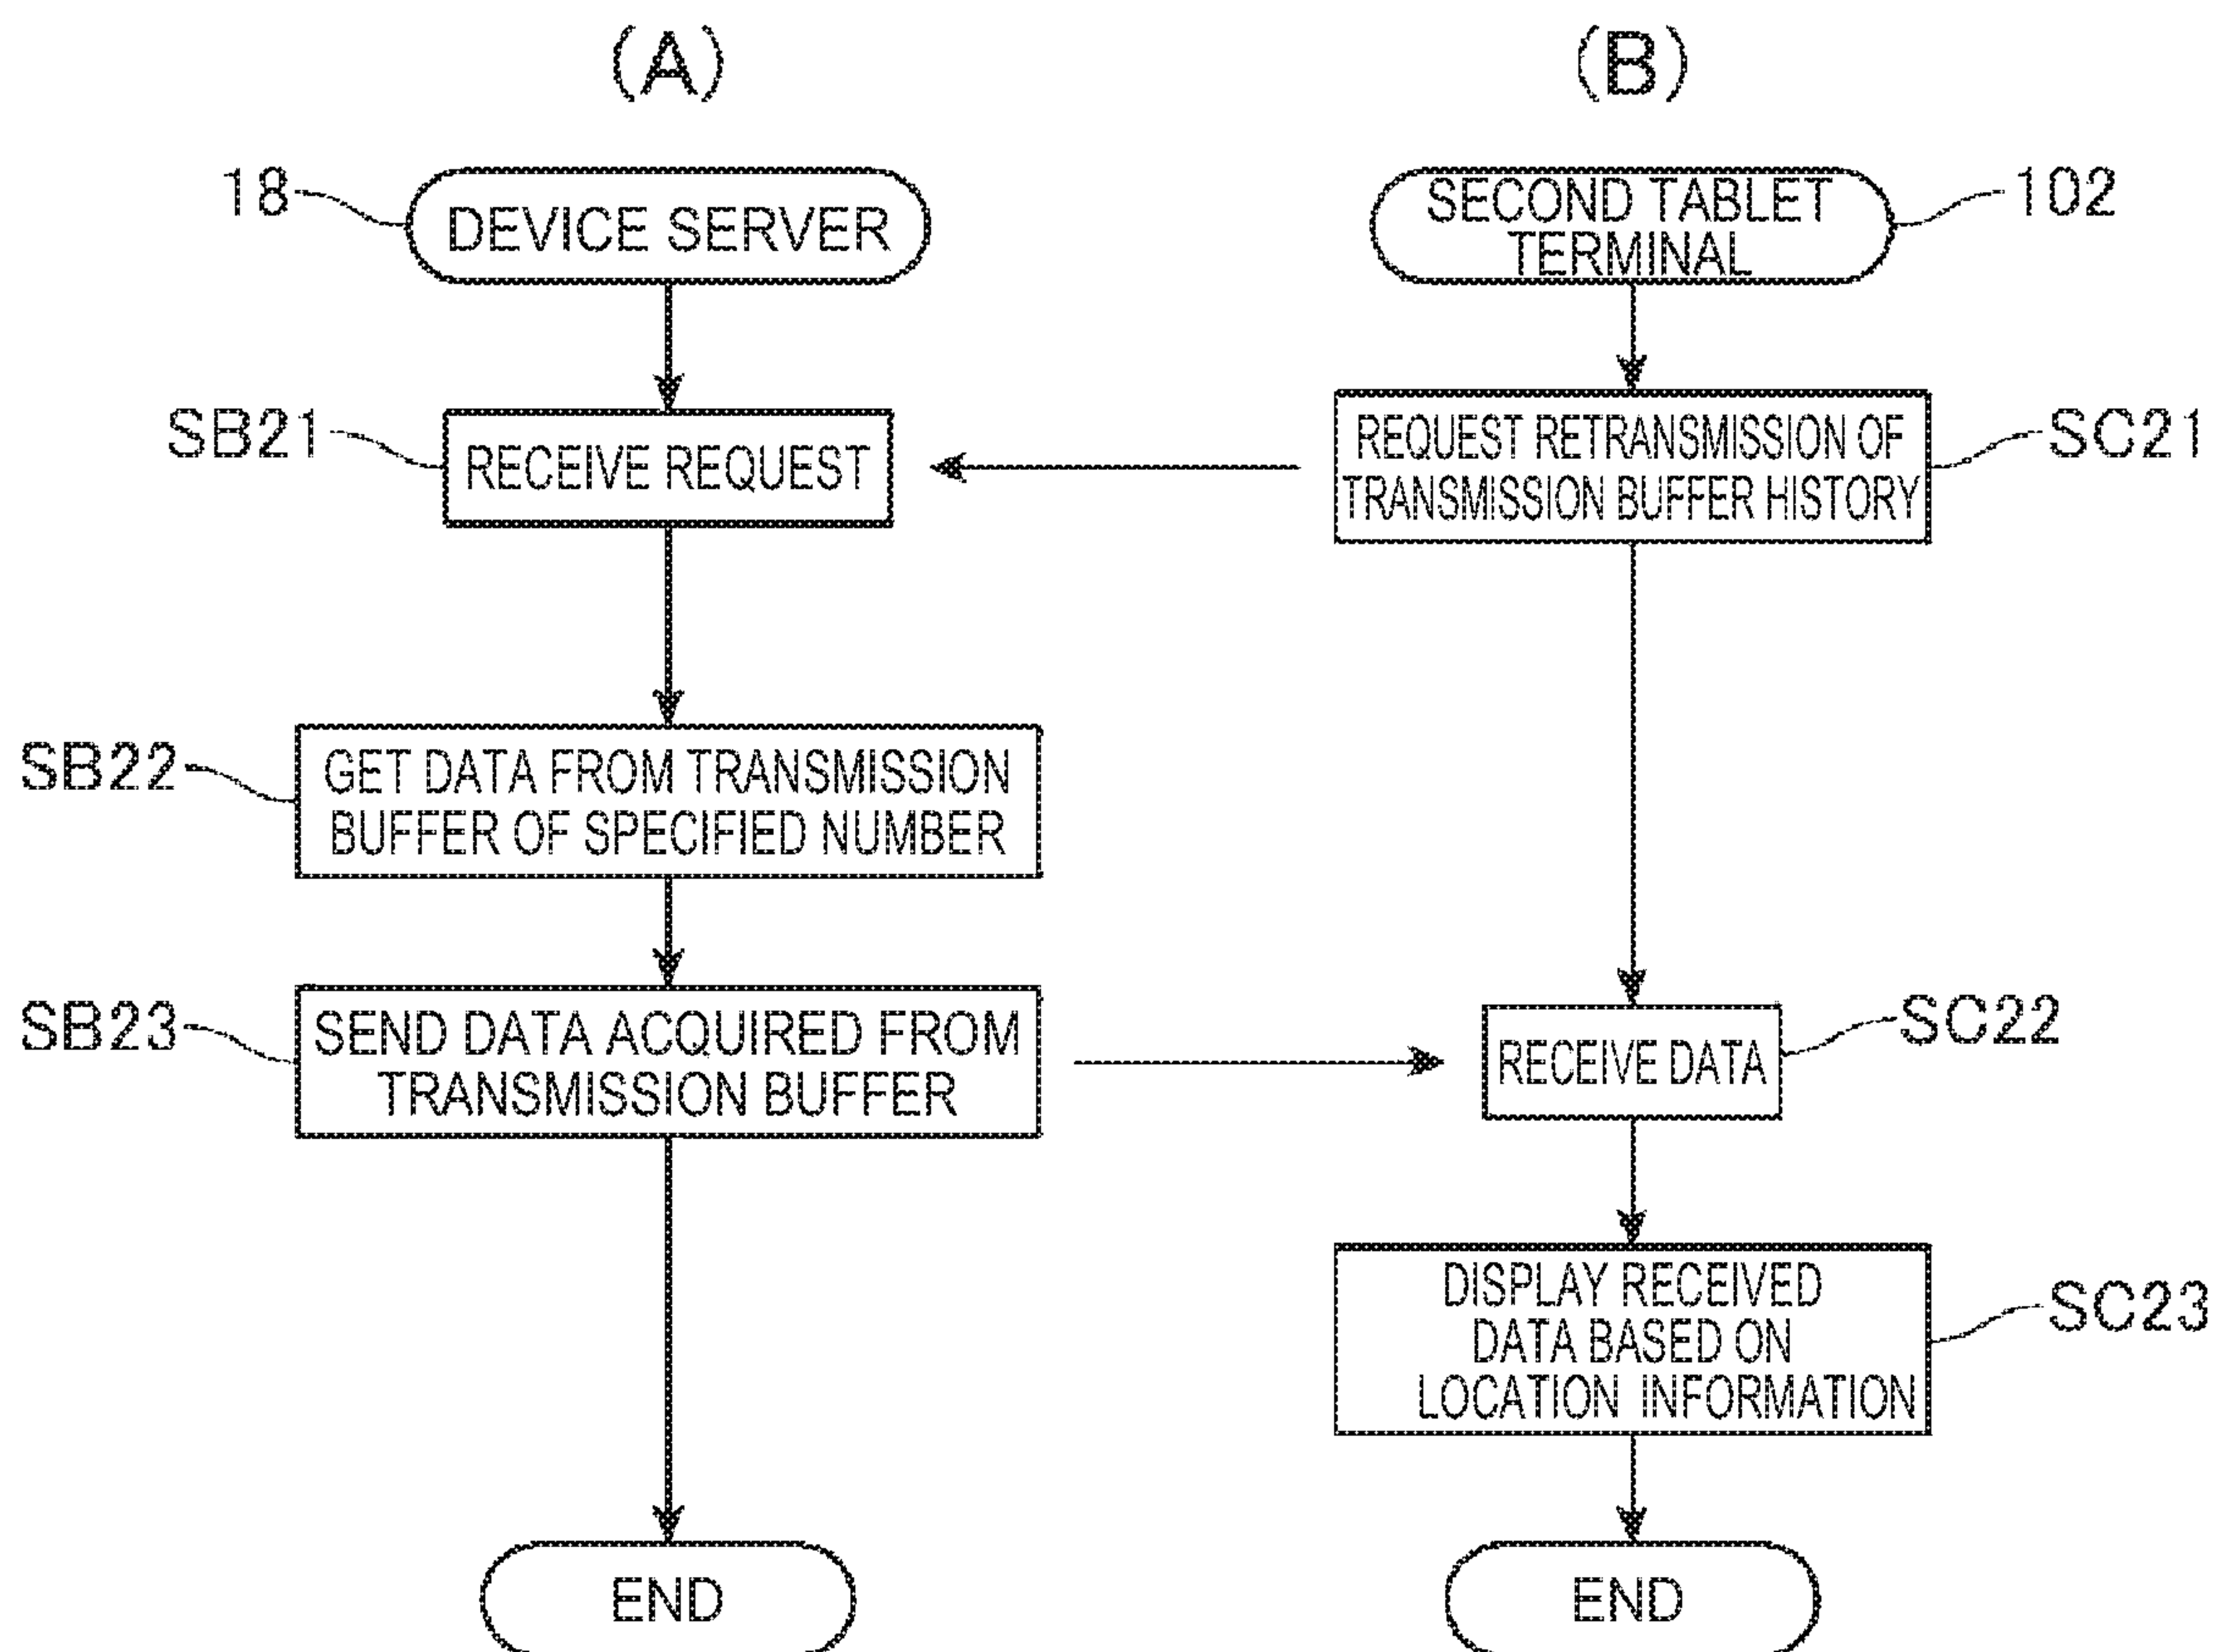 (A)
18
DEVICE SERVER
SB21
RECEIVE REQUEST
SB22
GET DATA FROM TRANSMISSION
BUFFER OF SPECIFIED NUMBER
SB23
SEND DATA ACQUIRED FROM
TRANSMISSION BUFFER
END
(B)
SECOND TABLET
TERMINAL
102
REQUEST RETRANSMISSION OF
TRANSMISSION BUFFER HISTORY
SC21
RECEIVE DATA
SC22
DISPLAY RECEIVED
DATA BASED ON
LOCATION INFORMATION
SC23
END